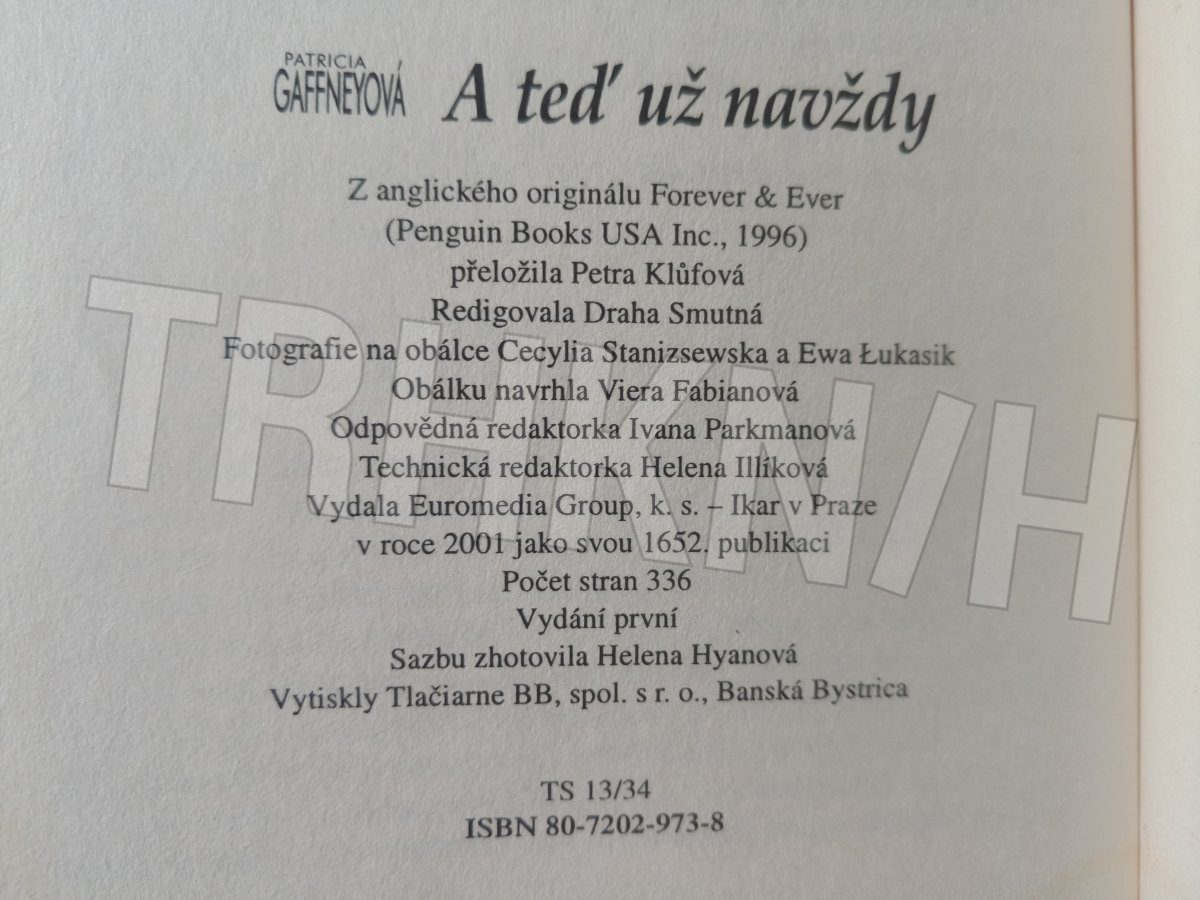 PATRICIA
GAFFNEYOVÁ A teď už navždy
Z anglického originálu Forever & Ever
(Penguin Books USA Inc., 1996)
přeložila Petra Klůfová
Redigovala Draha Smutná
Fotografie na obálce Cecylia Stanizsewska a Ewa Łukasik
Obálku navrhla Viera Fabianová
Odpovědná redaktorka Ivana Parkmanová
Technická redaktorka Helena Illíková
Vydala Euromedia Group, k. s. – Ikar v Praze
v roce 2001 jako svou 1652. publikaci
Počet stran 336
Vydání první
Sazbu zhotovila Helena Hyanová
Vytiskly Tlačiarne BB, spol. s r. o., Banská Bystrica
TS 13/34
ISBN 80-7202-973-8
TRHKN/H